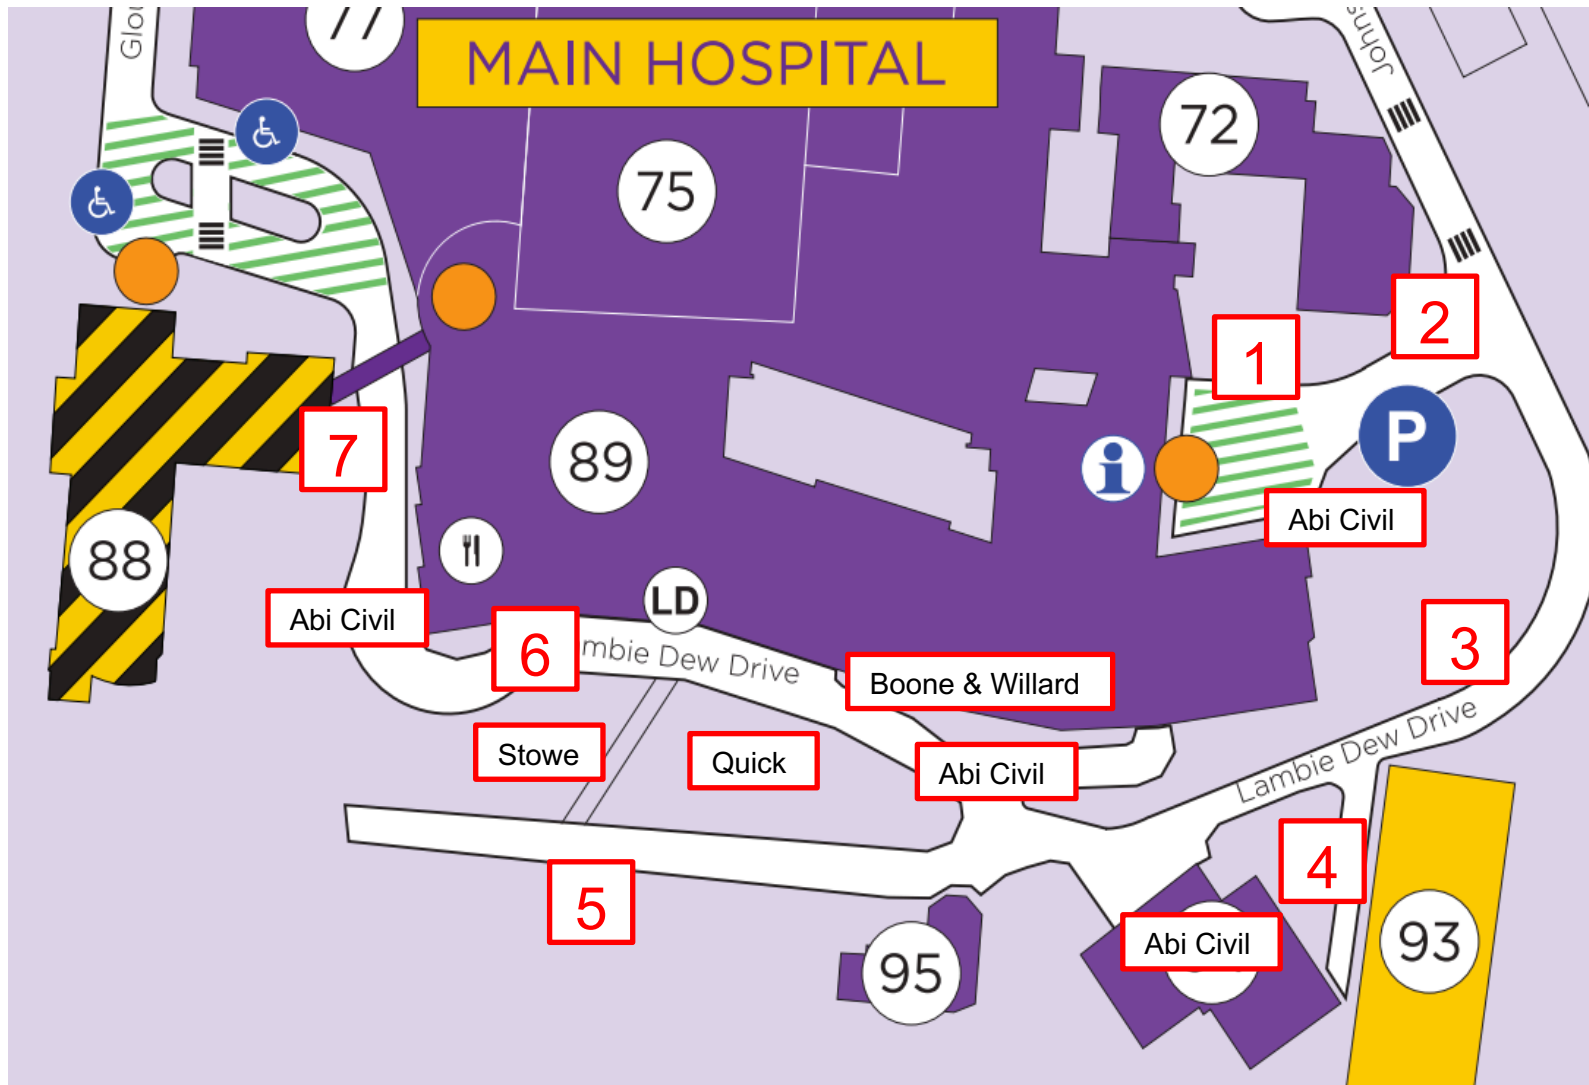 Glou
77
MAIN HOSPITAL
Johns
72
75
2
1
P
7
89
i
Abi Civil
88
LD
Abi Civil
6
mbie Dew Drive
3
Boone & Willard
Stowe
Quick
Abi Civil
Lambie Dew Drive
4
5
Abi Civil
93
95